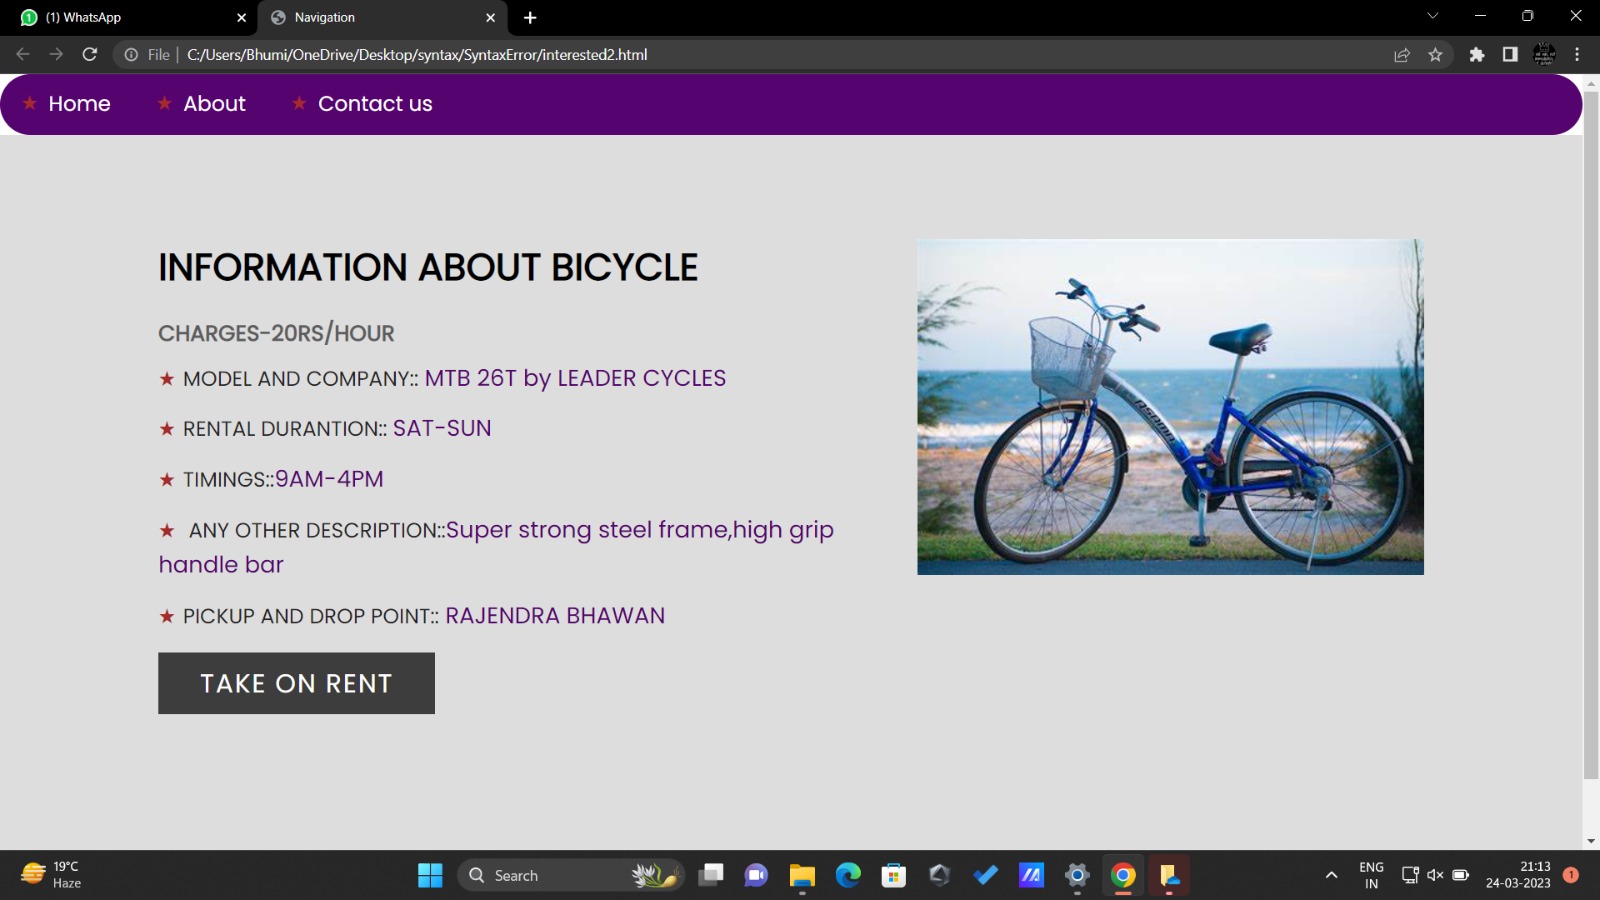 (1) WhatsApp
Navigation
File
C:/Users/Bhumi/OneDrive/Desktop/syntax/SyntaxError/interested2.html
Home
About
Contact us
INFORMATION ABOUT BICYCLE
CHARGES-20RS/HOUR
MODEL AND COMPANY:: MTB 26T by LEADER CYCLES
RENTAL DURANTION:: SAT-SUN
TIMINGS::9AM-4PM
ANY OTHER DESCRIPTION::Super strong steel frame,high grip
handle bar
PICKUP AND DROP POINT:: RAJENDRA BHAWAN
TAKE ON RENT
ASAMA
19°C
Haze
Search
ENG
IN
21:13
24-03-2023
1